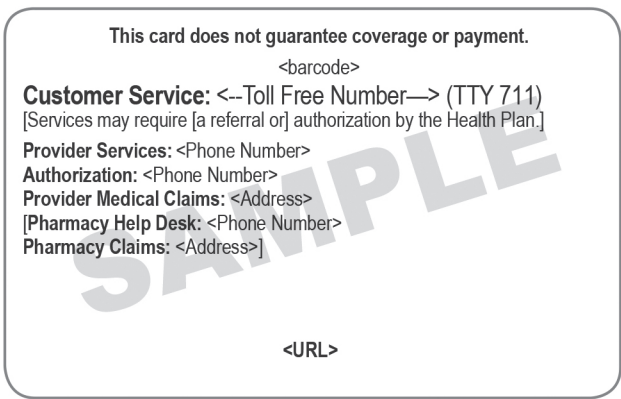 This card does not guarantee coverage or payment.
<barcode>
Customer Service: <--Toll Free Number—> (TTY 711)
[Services may require [a referral or] authorization by the Health Plan.]
Provider Services: <Phone Number>
Authorization: <Phone Number>
Provider Medical Claims: <Address>
[Pharmacy Help Desk: <Phone Number>
Pharmacy Claims: <Address>]
SAMPLE
<URL>